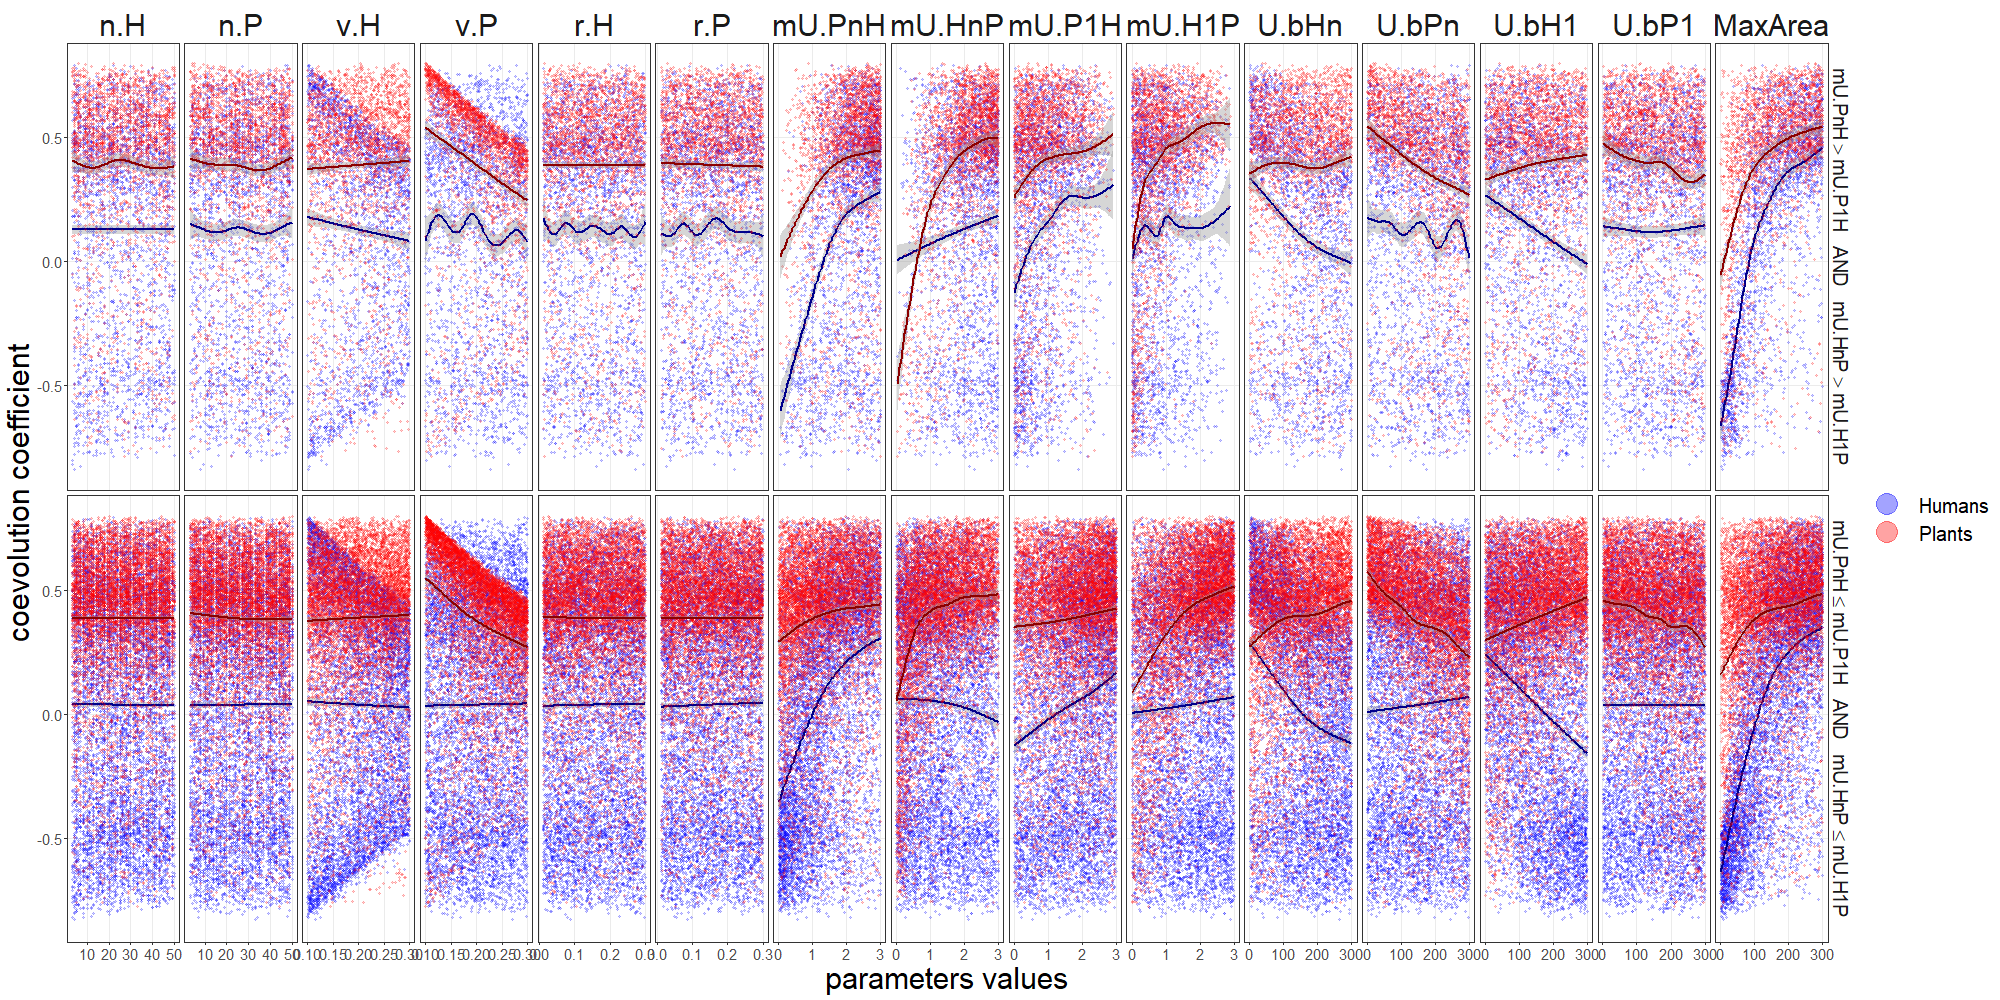 n.H n.P v.H v.P r.H r.P mU.PnH mU.HnP mU.P1H mU.H1P U.bHn U.bPn U.bH1 U.bP1 MaxArea
coevolution coefficient
0.5
0.0
-0.5
mU.PnH > mU.P1H AND mU.HnP > mU.H1P
0.5
0.0
-0.5
mU.PnH ≤ mU.P1H AND mU.HnP ≤ mU.H1P
Humans
Plants
10 20 30 40 50 10 20 30 40 50 0.10 0.15 0.20 0.25 0.30 0.10 0.15 0.20 0.25 0.30 0.0 0.1 0.2 0.3 0.0 0.1 0.2 0.3 0 1 2 3 0 1 2 3 0 1 2 3 0 1 2 3 0 100 200 300 0 100 200 300 0 100 200 300 0 100 200 300 0 100 200 300
parameters values